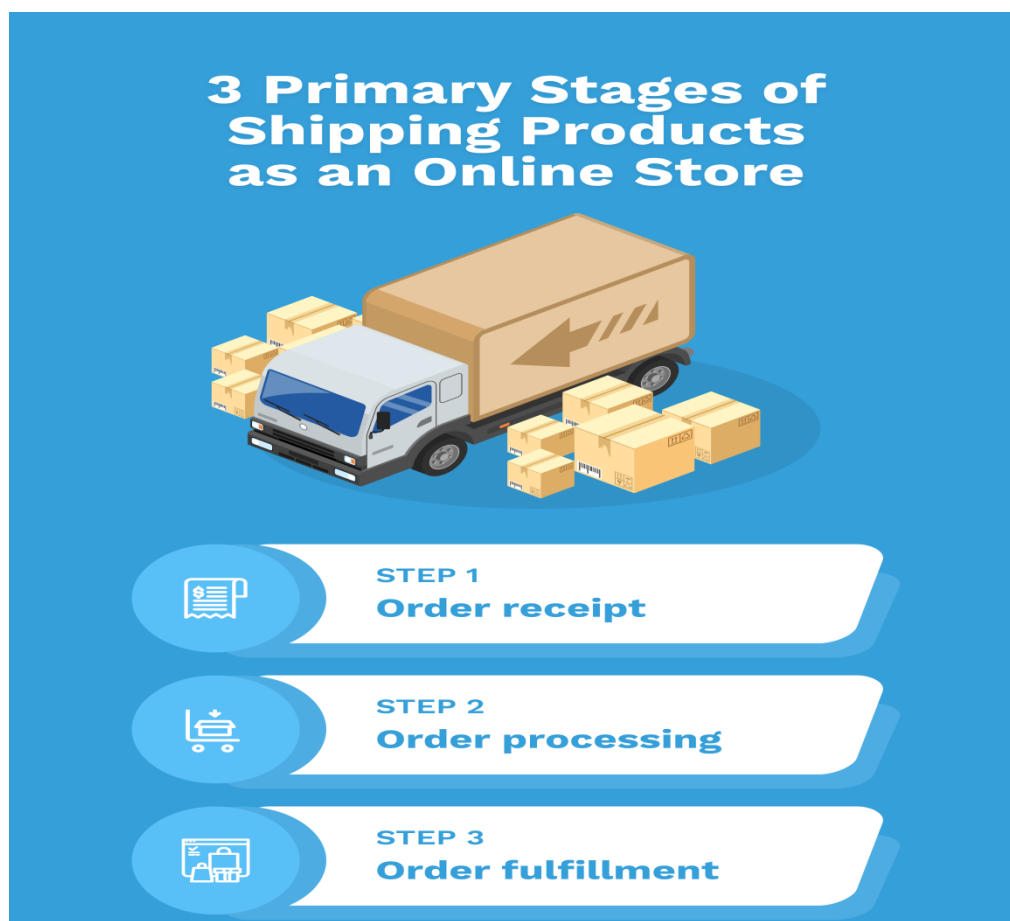 3 Primary Stages of
Shipping Products
as an Online Store
STEP 1
Order receipt
STEP 2
Order processing
STEP 3
Order fulfillment